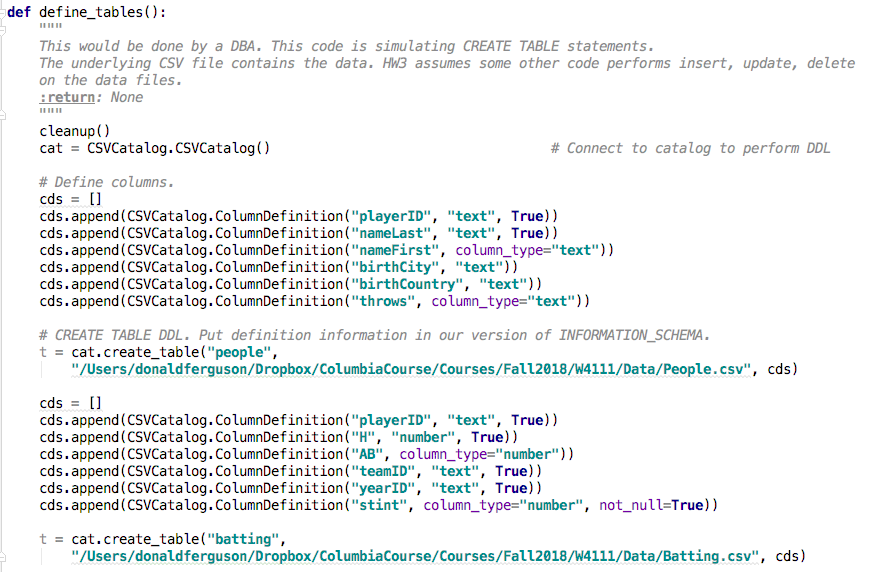 def define_tables():
    """
    This would be done by a DBA. This code is simulating CREATE TABLE statements.
    The underlying CSV file contains the data. HW3 assumes some other code performs insert, update, delete
    on the data files.
    :return: None
    """
    cleanup()
    cat = CSVCatalog.CSVCatalog()                                   # Connect to catalog to perform DDL

    # Define columns.
    cds = []
    cds.append(CSVCatalog.ColumnDefinition("playerID", "text", True))
    cds.append(CSVCatalog.ColumnDefinition("nameLast", "text", True))
    cds.append(CSVCatalog.ColumnDefinition("nameFirst", column_type="text"))
    cds.append(CSVCatalog.ColumnDefinition("birthCity", "text"))
    cds.append(CSVCatalog.ColumnDefinition("birthCountry", "text"))
    cds.append(CSVCatalog.ColumnDefinition("throws", column_type="text"))

    # CREATE TABLE DDL. Put definition information in our version of INFORMATION_SCHEMA.
    t = cat.create_table("people",
        "/Users/donaldferguson/Dropbox/ColumbiaCourse/Courses/Fall2018/W4111/Data/People.csv", cds)

    cds = []
    cds.append(CSVCatalog.ColumnDefinition("playerID", "text", True))
    cds.append(CSVCatalog.ColumnDefinition("H", "number", True))
    cds.append(CSVCatalog.ColumnDefinition("AB", column_type="number"))
    cds.append(CSVCatalog.ColumnDefinition("teamID", "text", True))
    cds.append(CSVCatalog.ColumnDefinition("yearID", "text", True))
    cds.append(CSVCatalog.ColumnDefinition("stint", column_type="number", not_null=True))

    t = cat.create_table("batting",
        "/Users/donaldferguson/Dropbox/ColumbiaCourse/Courses/Fall2018/W4111/Data/Batting.csv", cds)